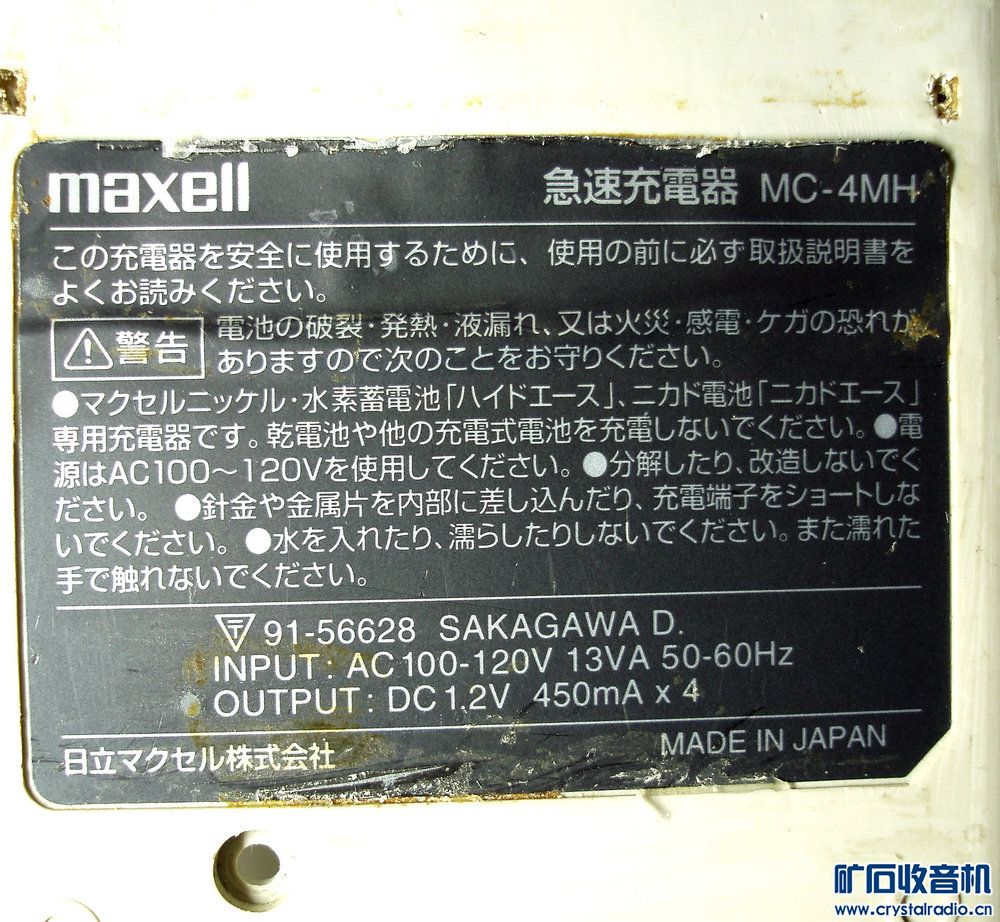 maxell 急速充電器 MC-4MH
この充電器を安全に使用するために、使用の前に必ず取扱説明書を
よくお読みください。
⚠警告 電池の破裂・発熱・液漏れ、又は火災・感電・ケガの恐れが
ありますので次のことをお守りください。
●マクセルニッケル・水素蓄電池「ハイドエース」、ニカド電池「ニカドエース」
専用充電器です。乾電池や他の充電式電池を充電しないでください。●電
源はAC100～120Vを使用してください。●分解したり、改造しないでく
ださい。●針金や金属片を内部に差し込んだり、充電端子をショートしな
いでください。●水を入れたり、濡らしたりしないでください。また濡れた
手で触れないでください。
91-56628 SAKAGAWA D.
INPUT: AC100-120V 13VA 50-60Hz
OUTPUT: DC1.2V 450mA x 4
日立マクセル株式会社 MADE IN JAPAN
矿石收音机
www.crystalradio.cn